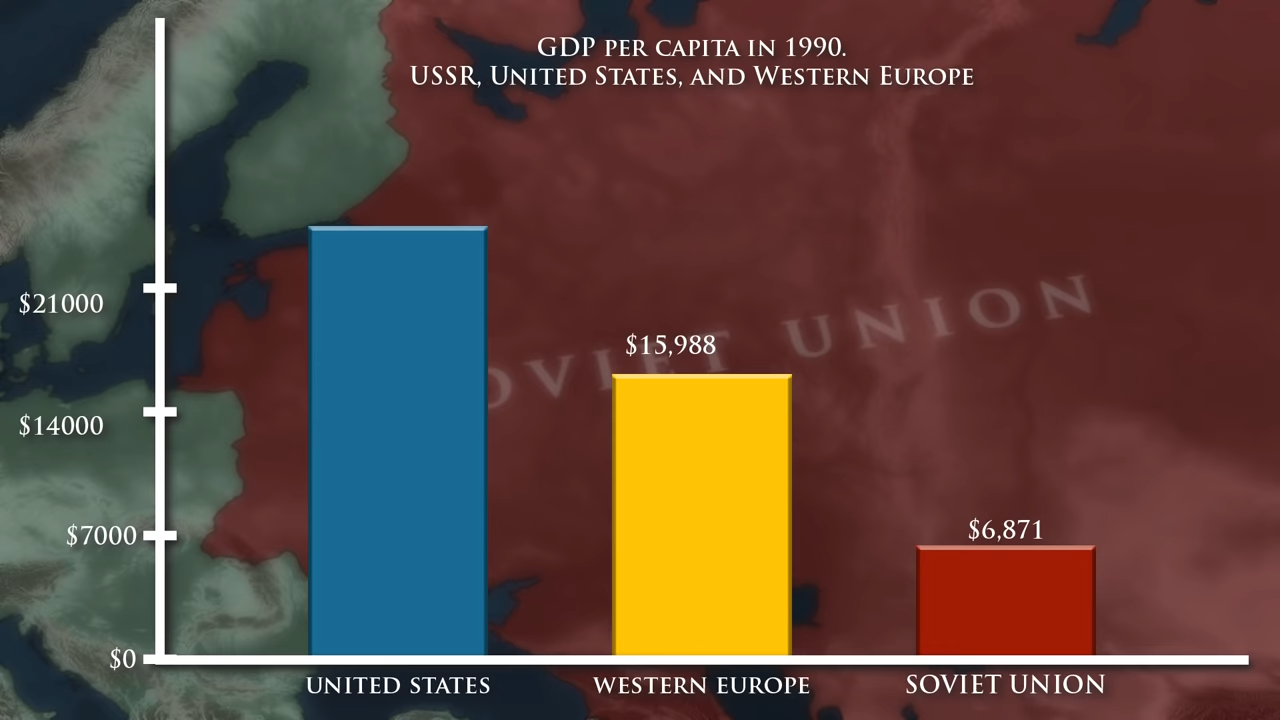 GDP PER CAPITA IN 1990.
USSR, UNITED STATES, AND WESTERN EUROPE
$21000
$14000
$7000
$0
$15,988
$6,871
OVIET UNION
UNITED STATES
WESTERN EUROPE
SOVIET UNION